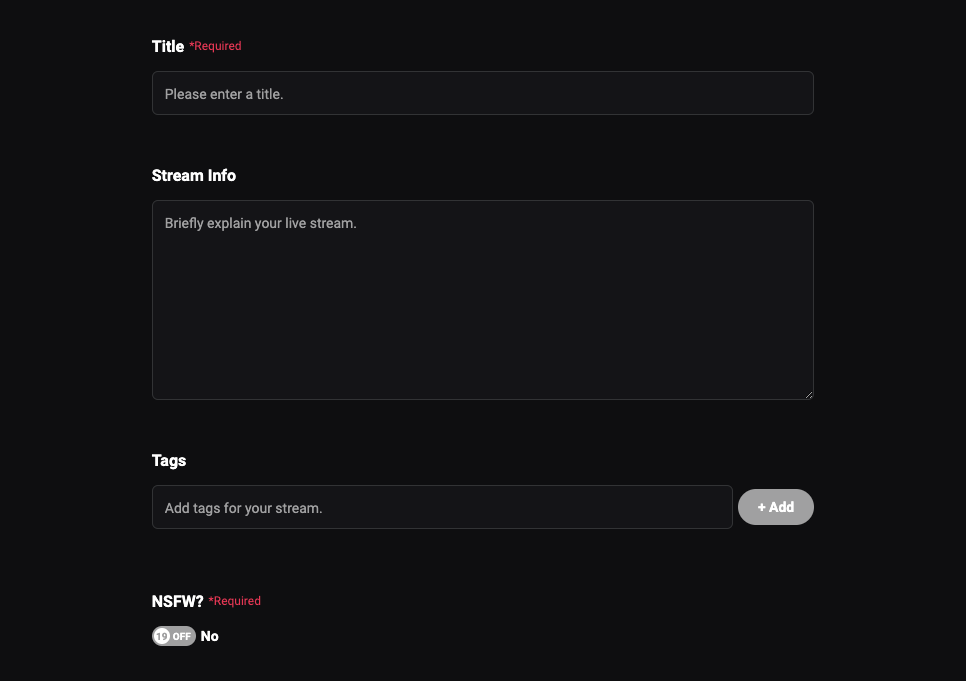 Title *Required
Please enter a title.
Stream Info
Briefly explain your live stream.
Tags
Add tags for your stream.
+ Add
NSFW? *Required
19 OFF No